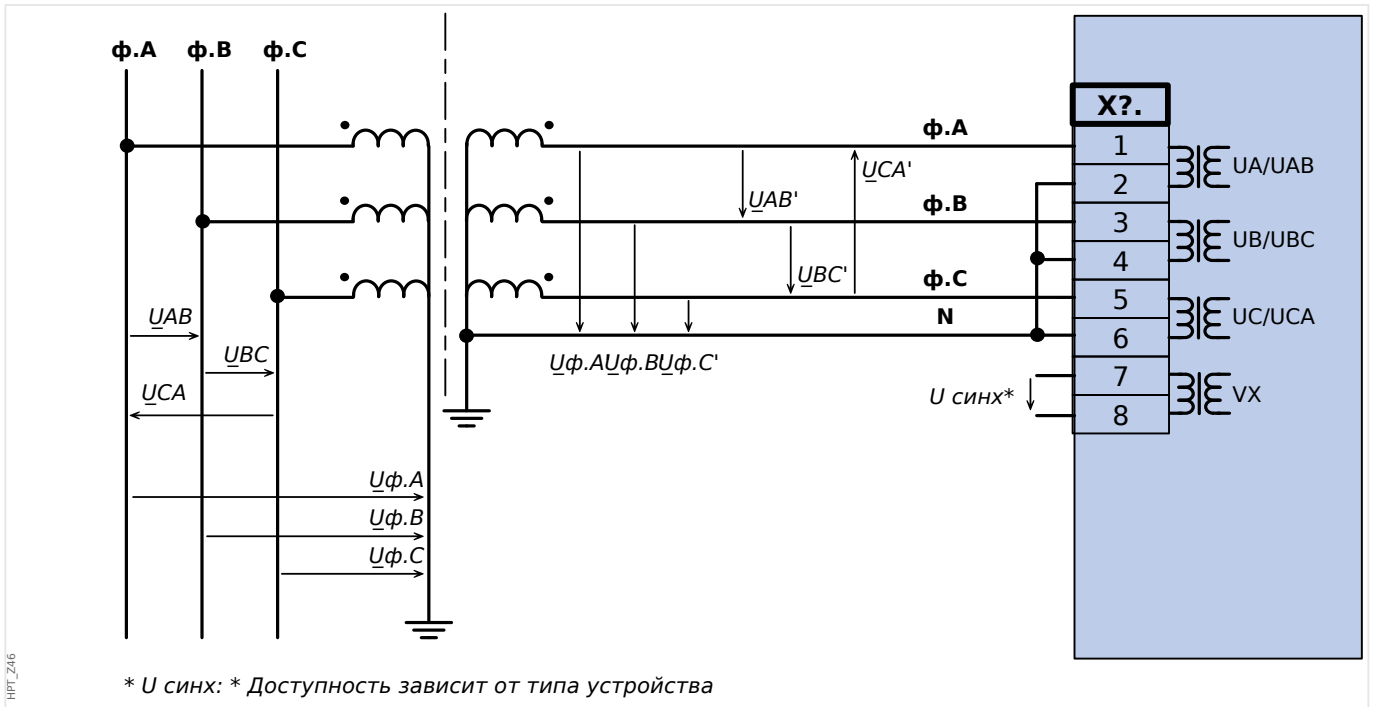 ф.A ф.B ф.C
X?.
ф.A
1
UA/UAB
UCA'
2
UAB'
ф.B
3
UB/UBC
4
UBC'
ф.C
5
UAB
N
UC/UCA
6
UBC
Uф.AUф.BUф.C'
7
UCA
U синх*
VX
8
Uф.A
Uф.B
Uф.C
* U синх: * Доступность зависит от типа устройства
HPT_Z46